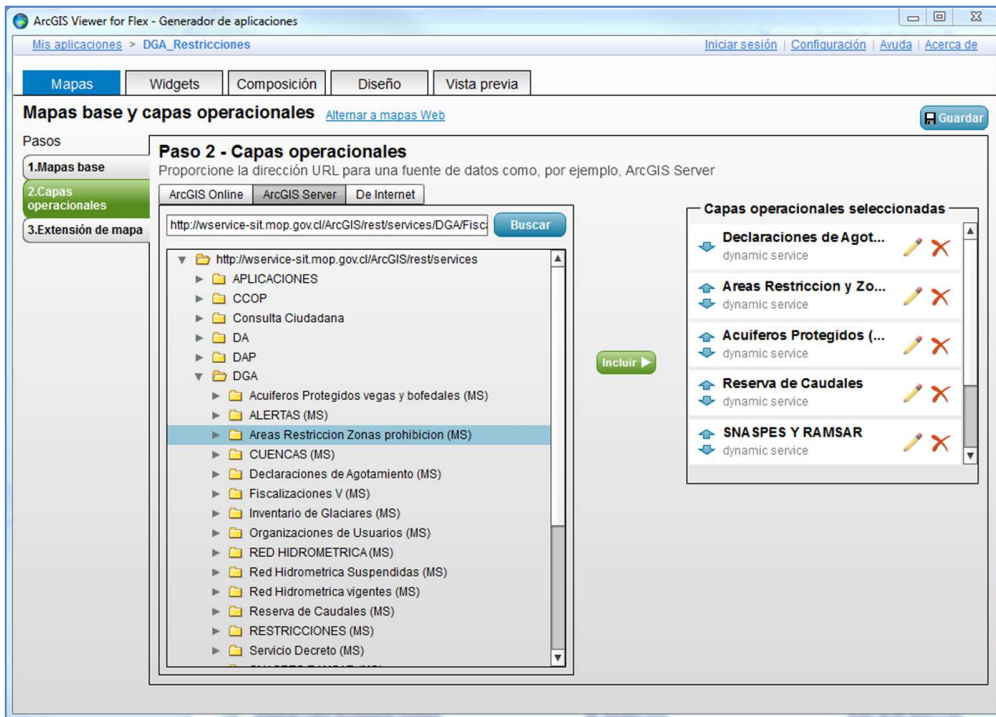 ArcGIS Viewer for Flex - Generador de aplicaciones
Mis aplicaciones > DGA_Restricciones
Iniciar sesión | Configuración | Ayuda | Acerca de
Mapas
Widgets
Composición
Diseño
Vista previa
Mapas base y capas operacionales Alternar a mapas Web
Guardar
Pasos
1.Mapas base
2.Capas operacionales
3.Extensión de mapa
Paso 2 - Capas operacionales
Proporcione la dirección URL para una fuente de datos como, por ejemplo, ArcGIS Server
ArcGIS Online
ArcGIS Server
De Internet
http://wservice-sit.mop.gov.cl/ArcGIS/rest/services/DGA/Fisc
Buscar
http://wservice-sit.mop.gov.cl/ArcGIS/rest/services
APLICACIONES
CCOP
Consulta Ciudadana
DA
DAP
DGA
Acuiferos Protegidos vegas y bofedales (MS)
ALERTAS (MS)
Areas Restriccion Zonas prohibicion (MS)
CUENCAS (MS)
Declaraciones de Agotamiento (MS)
Fiscalizaciones V (MS)
Inventario de Glaciares (MS)
Organizaciones de Usuarios (MS)
RED HIDROMETRICA (MS)
Red Hidrometrica Suspendidas (MS)
Red Hidrometrica vigentes (MS)
Reserva de Caudales (MS)
RESTRICCIONES (MS)
Servicio Decreto (MS)
Incluir
Capas operacionales seleccionadas
Declaraciones de Agot...
dynamic service
Areas Restriccion y Zo...
dynamic service
Acuiferos Protegidos (...
dynamic service
Reserva de Caudales
dynamic service
SNASPES Y RAMSAR
dynamic service